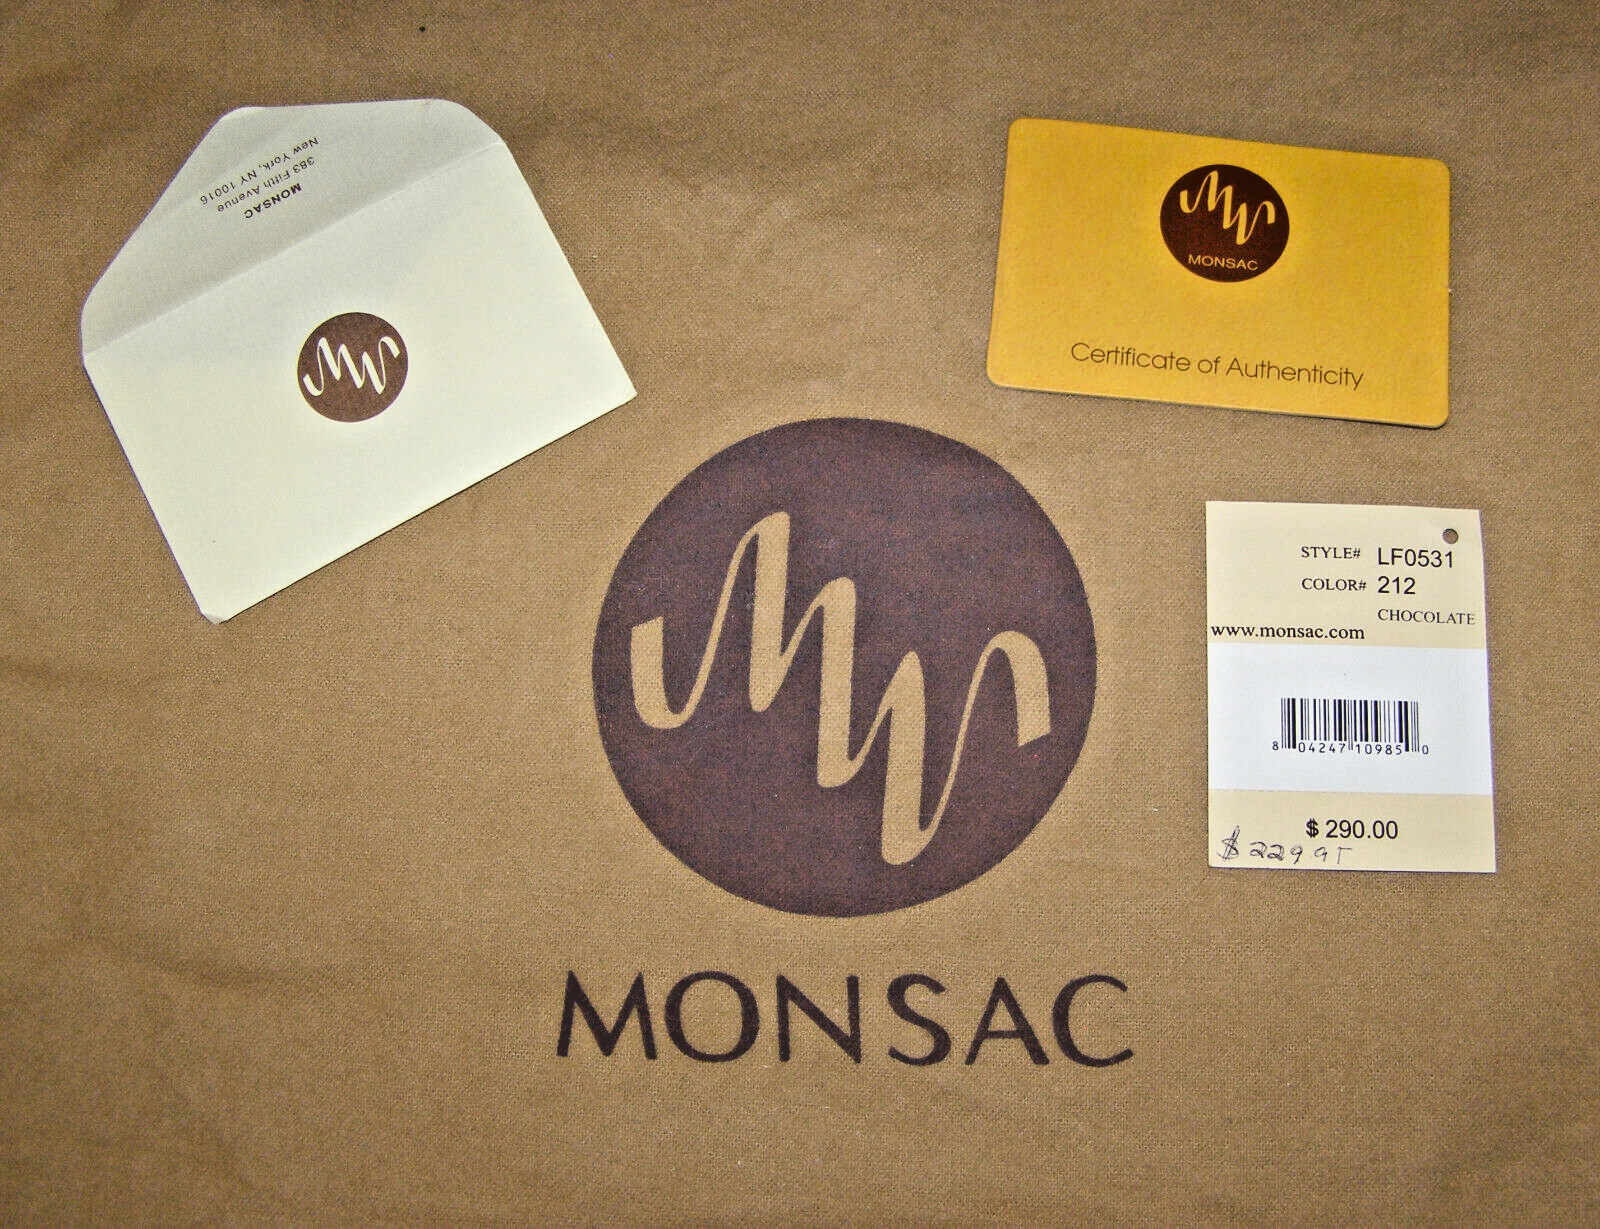 MONSAC
383 Fifth Avenue
New York, NY 10016
MONSAC
Certificate of Authenticity
STYLE# LF0531
COLOR# 212
CHOCOLATE
www.monsac.com
8 04247 10985 0
$ 290.00
$ 229 95
MONSAC